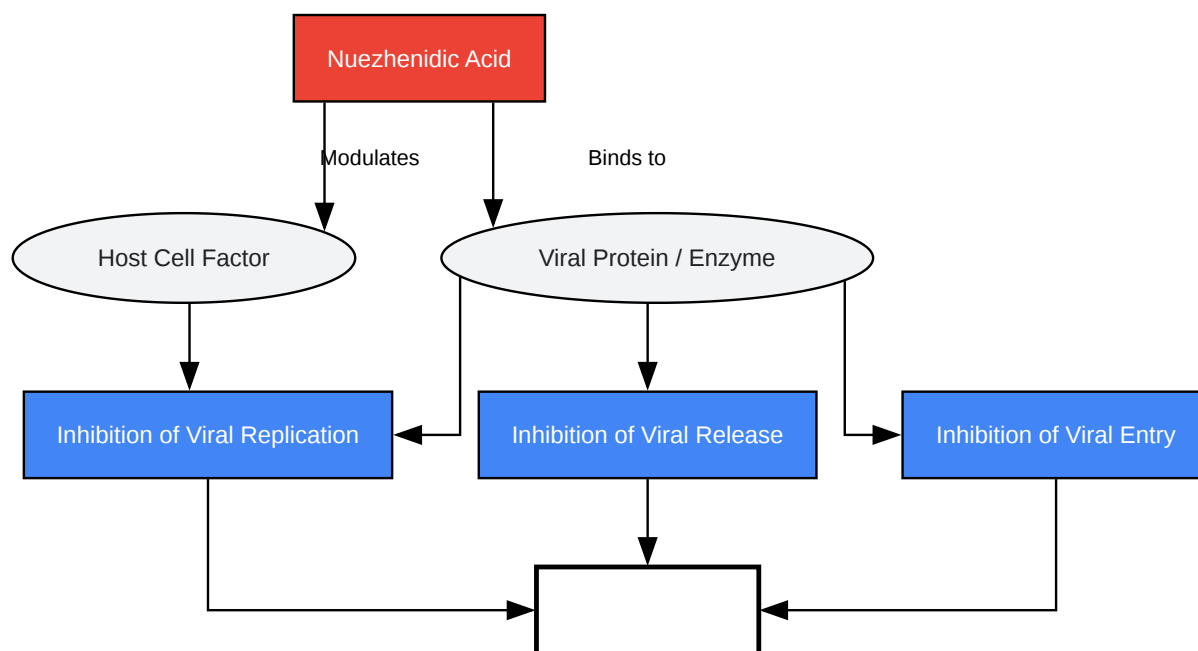 Nuezhenidic Acid
Modulates
Binds to
Host Cell Factor
Viral Protein / Enzyme
Inhibition of Viral Replication
Inhibition of Viral Release
Inhibition of Viral Entry